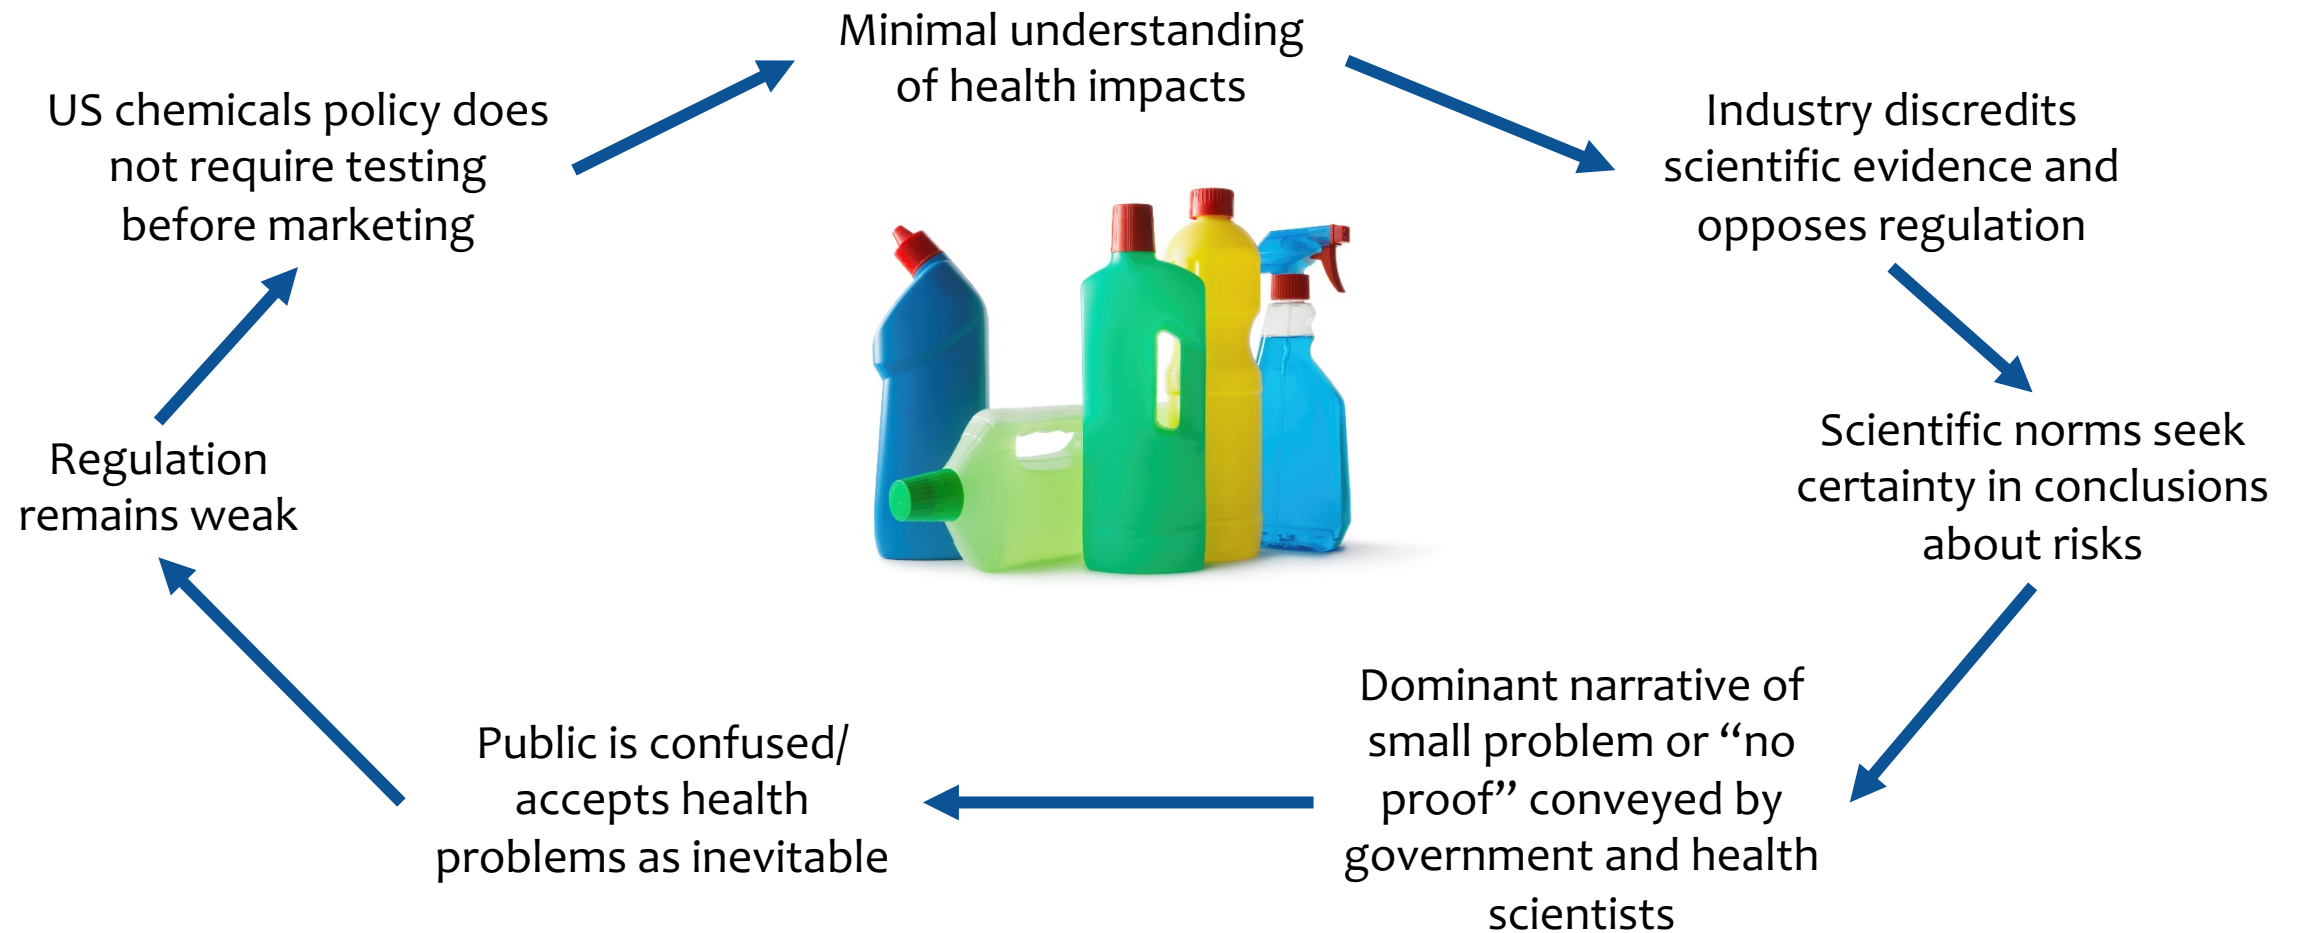 Minimal understanding
of health impacts
US chemicals policy does
not require testing
before marketing
Industry discredits
scientific evidence and
opposes regulation
Regulation
remains weak
Scientific norms seek
certainty in conclusions
about risks
Public is confused/
accepts health
problems as inevitable
Dominant narrative of
small problem or “no
proof” conveyed by
government and health
scientists